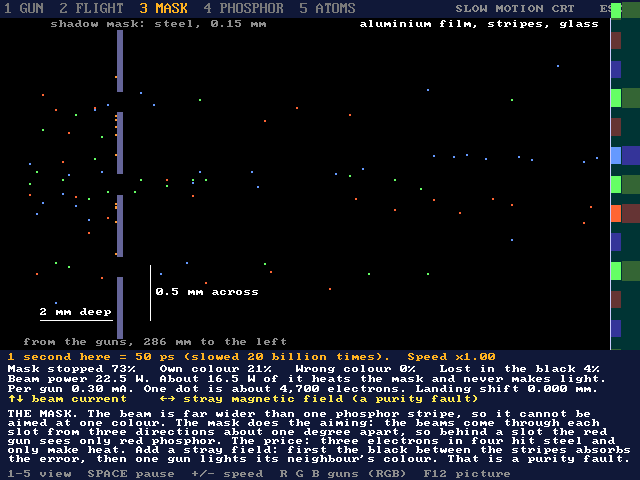 1 GUN 2 FLIGHT 3 MASK 4 PHOSPHOR 5 ATOMS SLOW MOTION CRT ES
shadow mask: steel, 0.15 mm aluminium film, stripes, glass
0.5 mm across
2 mm deep
from the guns, 286 mm to the left
1 second here = 50 ps (slowed 20 billion times). Speed x1.00
Mask stopped 73% Own colour 21% Wrong colour 0% Lost in the black 4%
Beam power 22.5 W. About 16.5 W of it heats the mask and never makes light.
Per gun 0.30 mA. One dot is about 4,700 electrons. Landing shift 0.000 mm.
↑↓ beam current ↔ stray magnetic field (a purity fault)
THE MASK. The beam is far wider than one phosphor stripe, so it cannot be
aimed at one colour. The mask does the aiming: the beams come through each
slot from three directions about one degree apart, so behind a slot the red
gun sees only red phosphor. The price: three electrons in four hit steel and
only make heat. Add a stray field: first the black between the stripes absorbs
the error, then one gun lights its neighbour's colour. That is a purity fault.
1-5 view SPACE pause +/- speed R G B guns (RGB) F12 picture